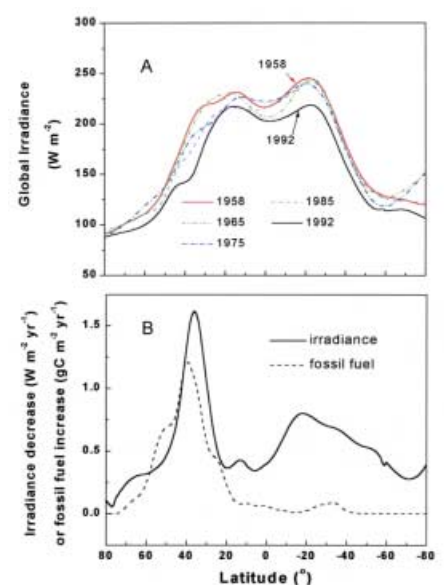 300
250
200
150
100
50
Global Irradiance
(W m⁻²)
A
1958
1992
1958
1965
1975
1985
1992
1.5
1.0
0.5
0.0
Irradiance decrease (W m⁻² yr⁻¹)
or fossil fuel increase (gC m⁻² yr⁻¹)
B
irradiance
fossil fuel
80 60 40 20 0 -20 -40 -60 -80
Latitude (°)